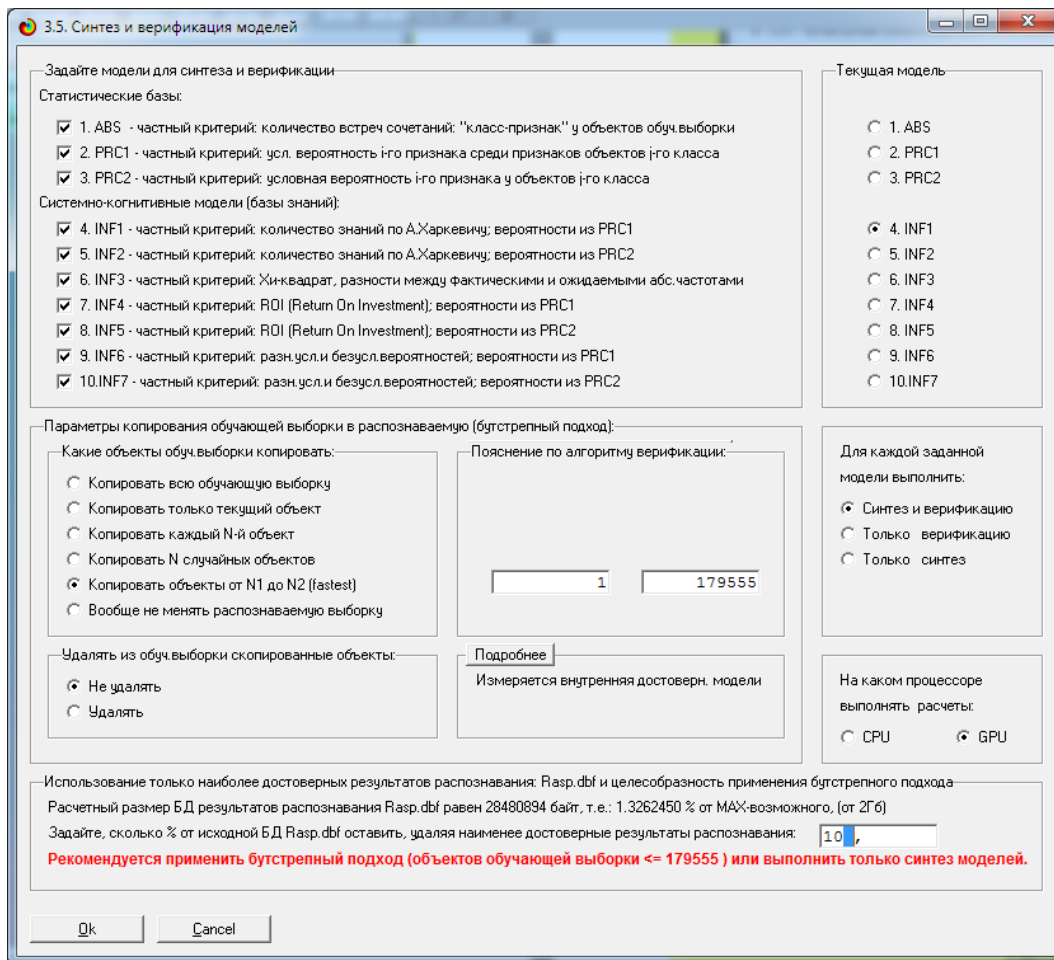 3.5. Синтез и верификация моделей
Задайте модели для синтеза и верификации
Статистические базы:
1. ABS - частный критерий: количество встреч сочетаний: "класс-признак" у объектов обуч.выборки
2. PRC1 - частный критерий: усл. вероятность i-го признака среди признаков объектов j-го класса
3. PRC2 - частный критерий: условная вероятность i-го признака у объектов j-го класса
Системно-когнитивные модели (базы знаний):
4. INF1 - частный критерий: количество знаний по А.Харкевичу; вероятности из PRC1
5. INF2 - частный критерий: количество знаний по А.Харкевичу; вероятности из PRC2
6. INF3 - частный критерий: Хи-квадрат, разности между фактическими и ожидаемыми абс.частотами
7. INF4 - частный критерий: ROI (Return On Investment); вероятности из PRC1
8. INF5 - частный критерий: ROI (Return On Investment); вероятности из PRC2
9. INF6 - частный критерий: разн.усл.и безусл.вероятностей; вероятности из PRC1
10.INF7 - частный критерий: разн.усл.и безусл.вероятностей; вероятности из PRC2
Текущая модель
1. ABS
2. PRC1
3. PRC2
4. INF1
5. INF2
6. INF3
7. INF4
8. INF5
9. INF6
10.INF7
Параметры копирования обучающей выборки в распознаваемую (бутстрепный подход):
Какие объекты обуч.выборки копировать:
Копировать всю обучающую выборку
Копировать только текущий объект
Копировать каждый N-й объект
Копировать N случайных объектов
Копировать объекты от N1 до N2 (fastest)
Вообще не менять распознаваемую выборку
Пояснение по алгоритму верификации:
1 179555
Для каждой заданной
модели выполнить:
Синтез и верификацию
Только верификацию
Только синтез
Удалять из обуч.выборки скопированные объекты:
Не удалять
Удалять
Подробнее
Измеряется внутренняя достоверн. модели
На каком процессоре
выполнять расчеты:
CPU GPU
Использование только наиболее достоверных результатов распознавания: Rasp.dbf и целесобразность применения бутстрепного подхода
Расчетный размер БД результатов распознавания Rasp.dbf равен 28480894 байт, т.е.: 1.3262450 % от MAX-возможного, (от 2Гб)
Задайте, сколько % от исходной БД Rasp.dbf оставить, удаляя наименее достоверные результаты распознавания: 10 ,
Рекомендуется применить бутстрепный подход (объектов обучающей выборки <= 179555 ) или выполнить только синтез моделей.
Ok Cancel